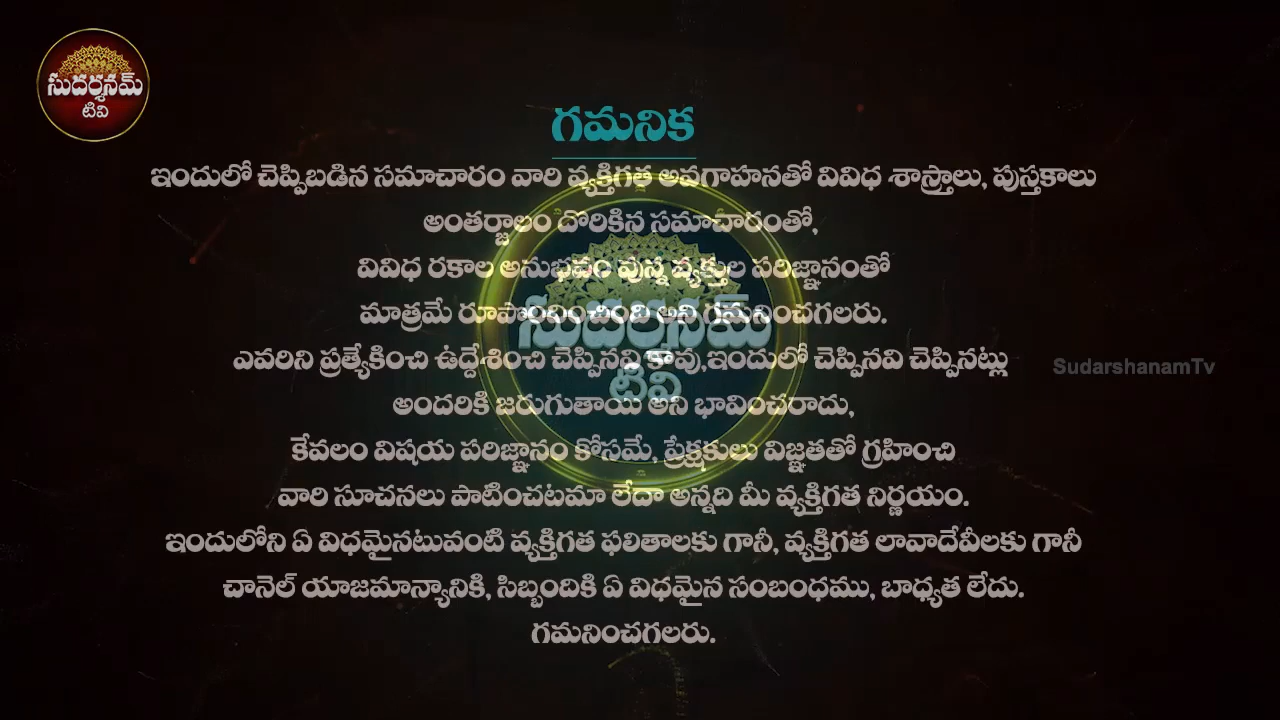 సుదర్శనమ్
టివి
గమనిక
ఇందులో చెప్పిబడిన సమాచారం వారి వ్యక్తిగత అవగాహనతో వివిధ శాస్త్రాలు, పుస్తకాలు
అంతర్జాలం దొరికిన సమాచారంతో,
వివిధ రకాల అనుభవం వున్న వ్యక్తుల పరిజ్ఞానంతో
మాత్రమే రూపొందించింది అని గమనించగలరు.
సుదర్శనమ్
ఎవరిని ప్రత్యేకించి ఉద్దేశించి చెప్పినవి కావు,ఇందులో చెప్పినవి చెప్పినట్లు
SudarshanamTv
టివి
అందరికి జరుగుతాయి అని భావించరాదు,
కేవలం విషయ పరిజ్ఞానం కోసమే, ప్రేక్షకులు విజ్ఞతతో గ్రహించి
వారి సూచనలు పాటించటమా లేదా అన్నది మీ వ్యక్తిగత నిర్ణయం.
ఇందులోని ఏ విధమైనటువంటి వ్యక్తిగత ఫలితాలకు గానీ, వ్యక్తిగత లావాదేవీలకు గానీ
చానెల్ యాజమాన్యానికి, సిబ్బందికి ఏ విధమైన సంబంధము, బాధ్యత లేదు.
గమనించగలరు.